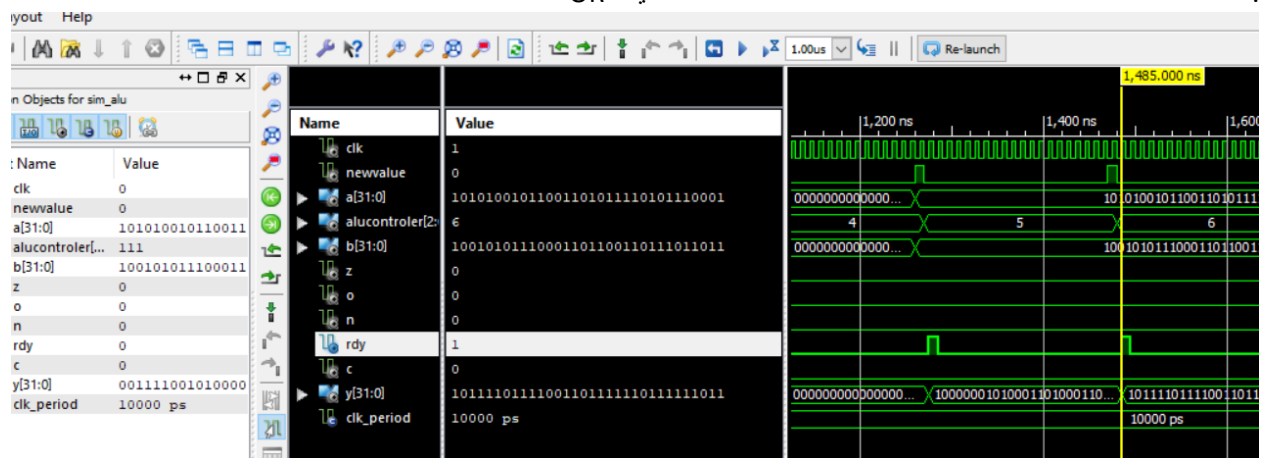 yout Help
1.00us Re-launch
n Objects for sim_alu
: Name Value
clk 0
newvalue 0
a[31:0] 101010010110011
alucontroler[... 111
b[31:0] 100101011100011
z 0
o 0
n 0
rdy 0
c 0
y[31:0] 001111001010000
clk_period 10000 ps
Name Value
clk 1
newvalue 0
a[31:0] 10101001011001101011110101110001
alucontroler[2: 6
b[31:0] 10010101110001101100110111011011
z 0
o 0
n 0
rdy 1
c 0
y[31:0] 10111101111100110111111011111011
clk_period 10000 ps
1,485.000 ns
1,200 ns 1,400 ns 1,600
0000000000000...
4 5 6
0000000000000...
10000 ps